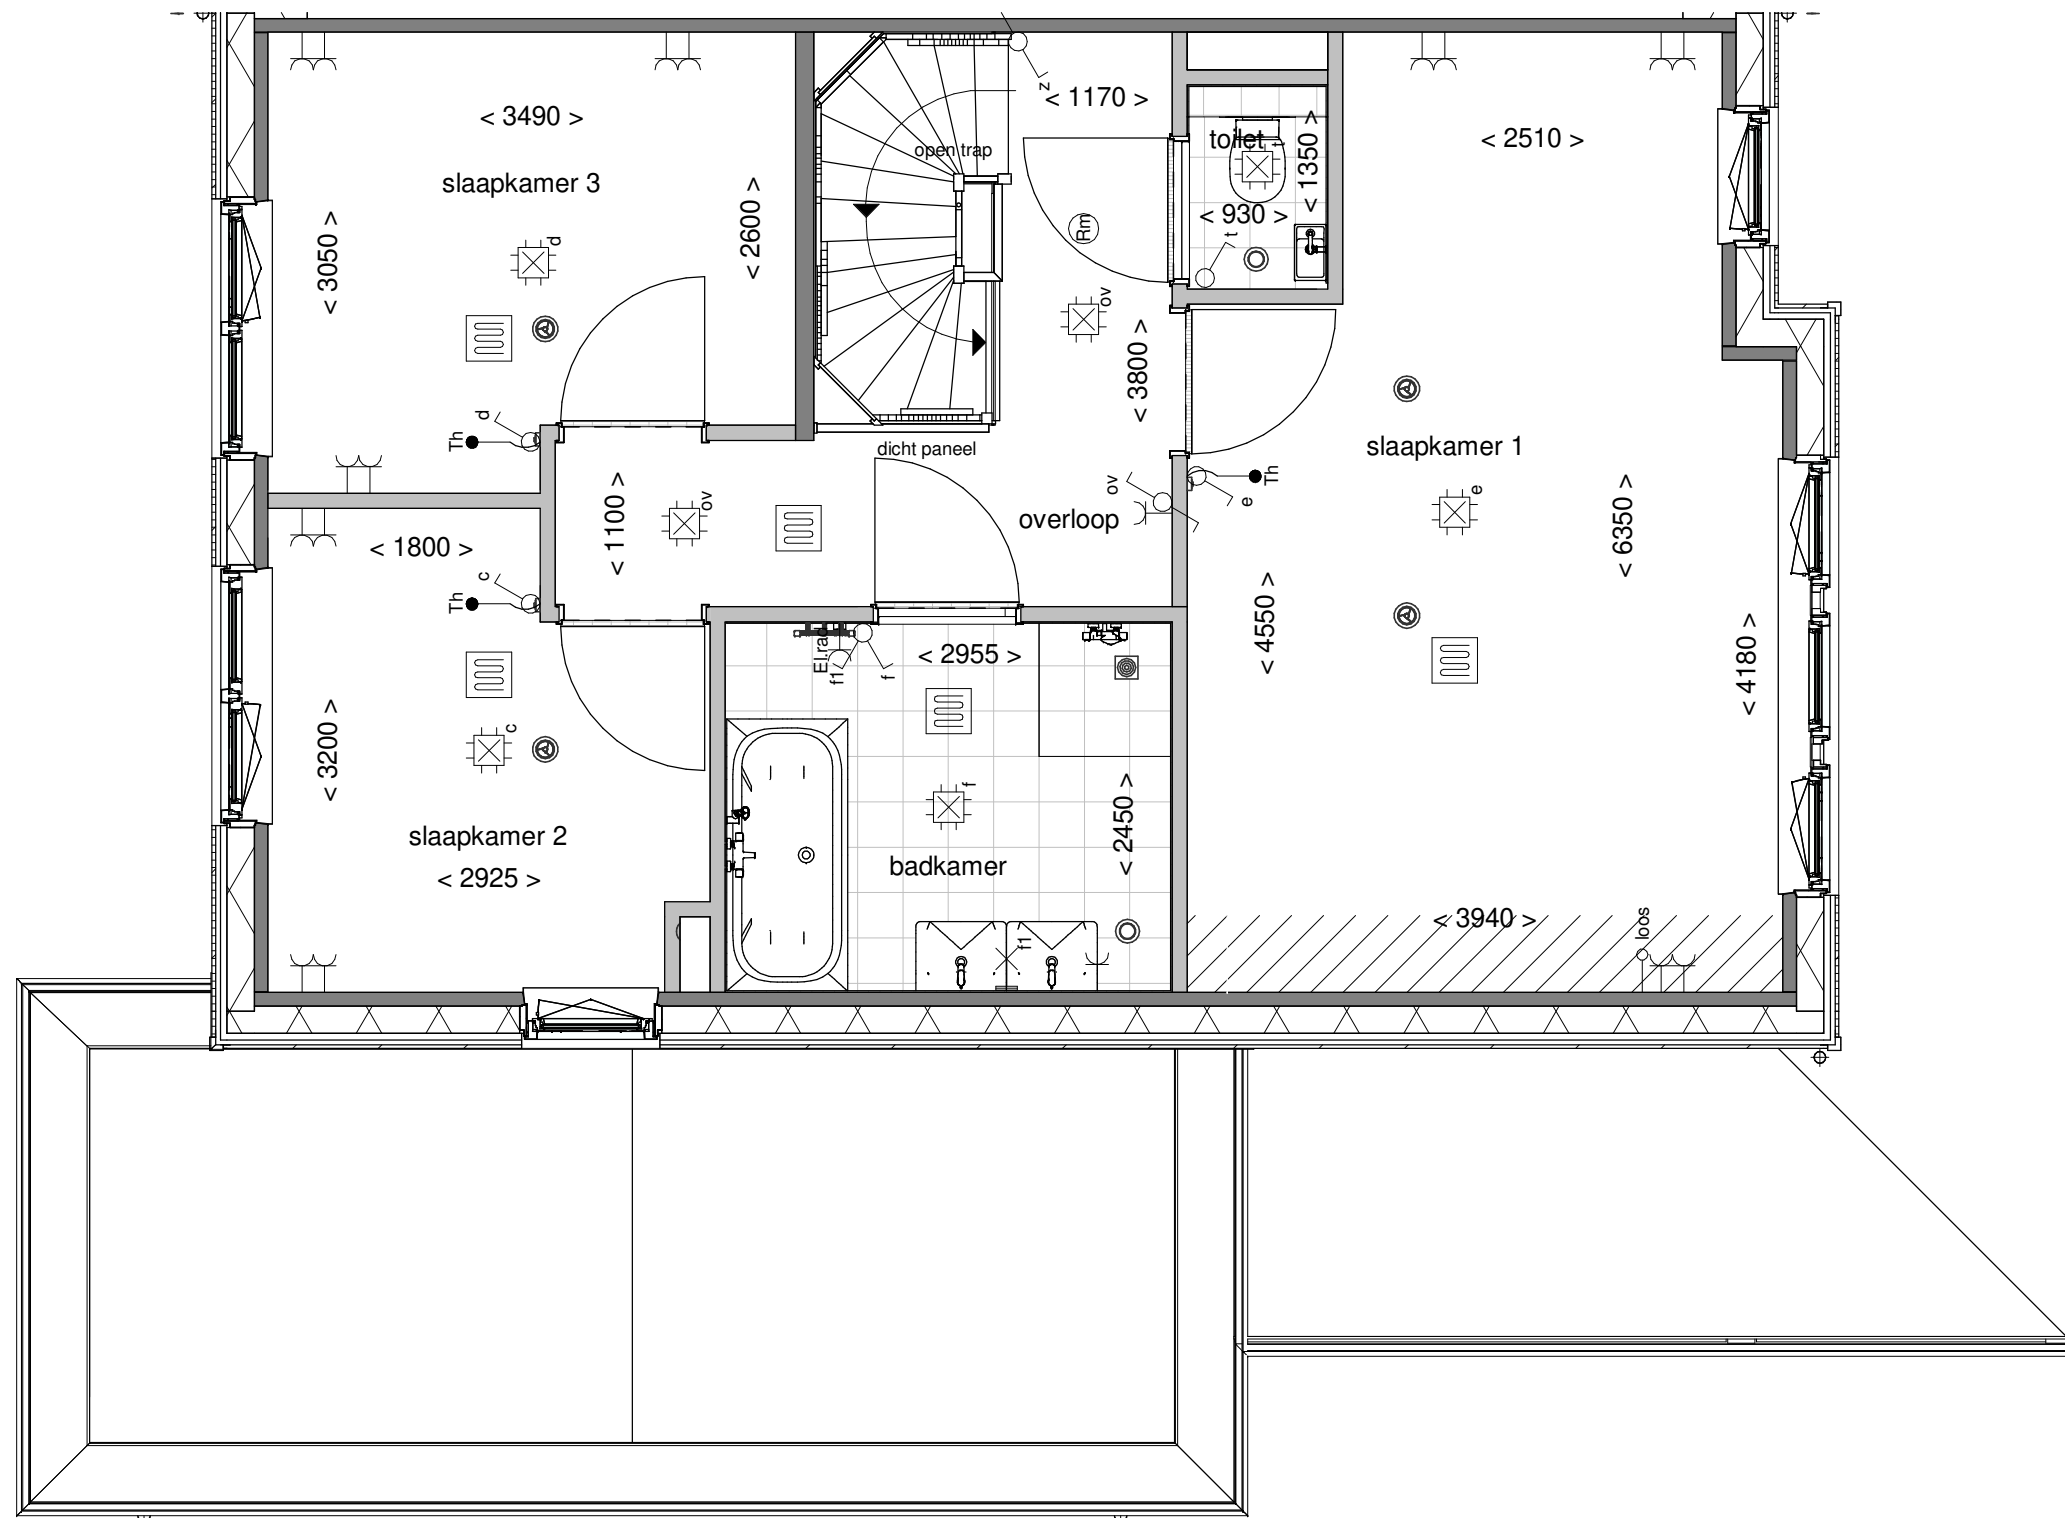 < 3490 >
slaapkamer 3
< 3050 >
< 2600 >
d
d
Th
open trap
z
< 1170 >
toilet
t
< 1350 >
< 930 >
t
Rm
ov
< 3800 >
dicht paneel
< 2510 >
slaapkamer 1
Th
e
e
ov
overloop
< 1100 >
ov
< 6350 >
< 4550 >
< 4180 >
< 3940 >
loos
< 1800 >
c
Th
< 3200 >
c
slaapkamer 2
< 2925 >
El.rad
f1
f
< 2955 >
f
< 2450 >
badkamer
f1